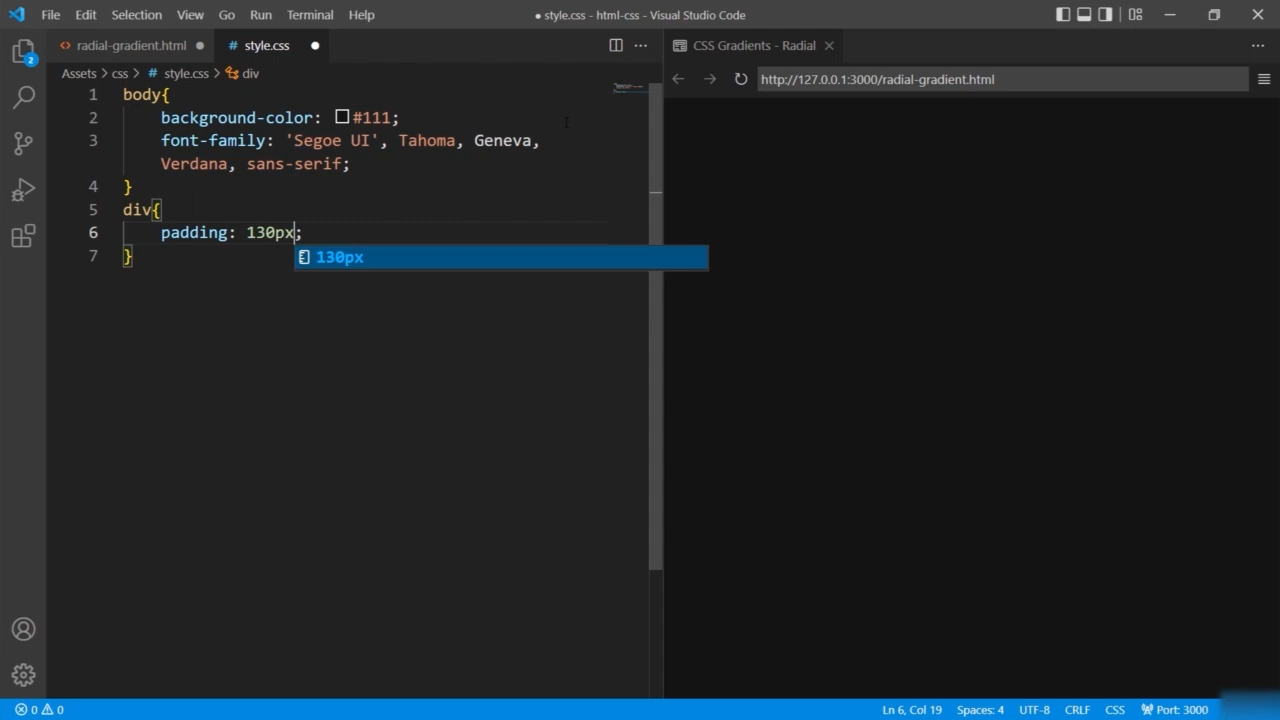 File Edit Selection View Go Run Terminal Help
● style.css - html-css - Visual Studio Code
radial-gradient.html
# style.css
CSS Gradients - Radial
Assets > css > # style.css > div
http://127.0.0.1:3000/radial-gradient.html
2
1 body{
2 background-color: #111;
3 font-family: 'Segoe UI', Tahoma, Geneva,
Verdana, sans-serif;
4 }
5 div{
6 padding: 130px;
7 }
130px
0 0
Ln 6, Col 19
Spaces: 4
UTF-8
CRLF
CSS
Port: 3000